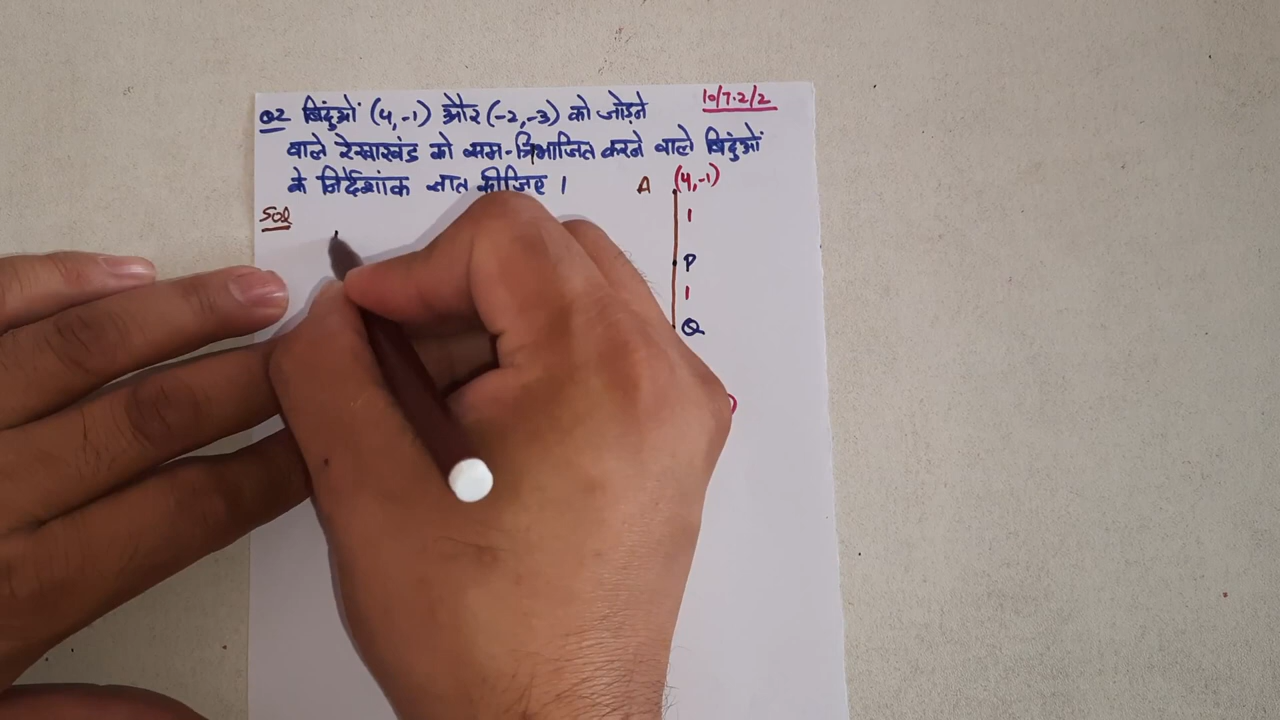 Q2 बिंदुओं (4,-1) और (-2,-3) को जोड़ने
वाले रेखाखंड को सम-त्रिभाजित करने वाले बिंदुओं
के निर्देशांक ज्ञात कीजिए ।
10/7.2/2
Sol
A (4,-1)
1
P
1
Q